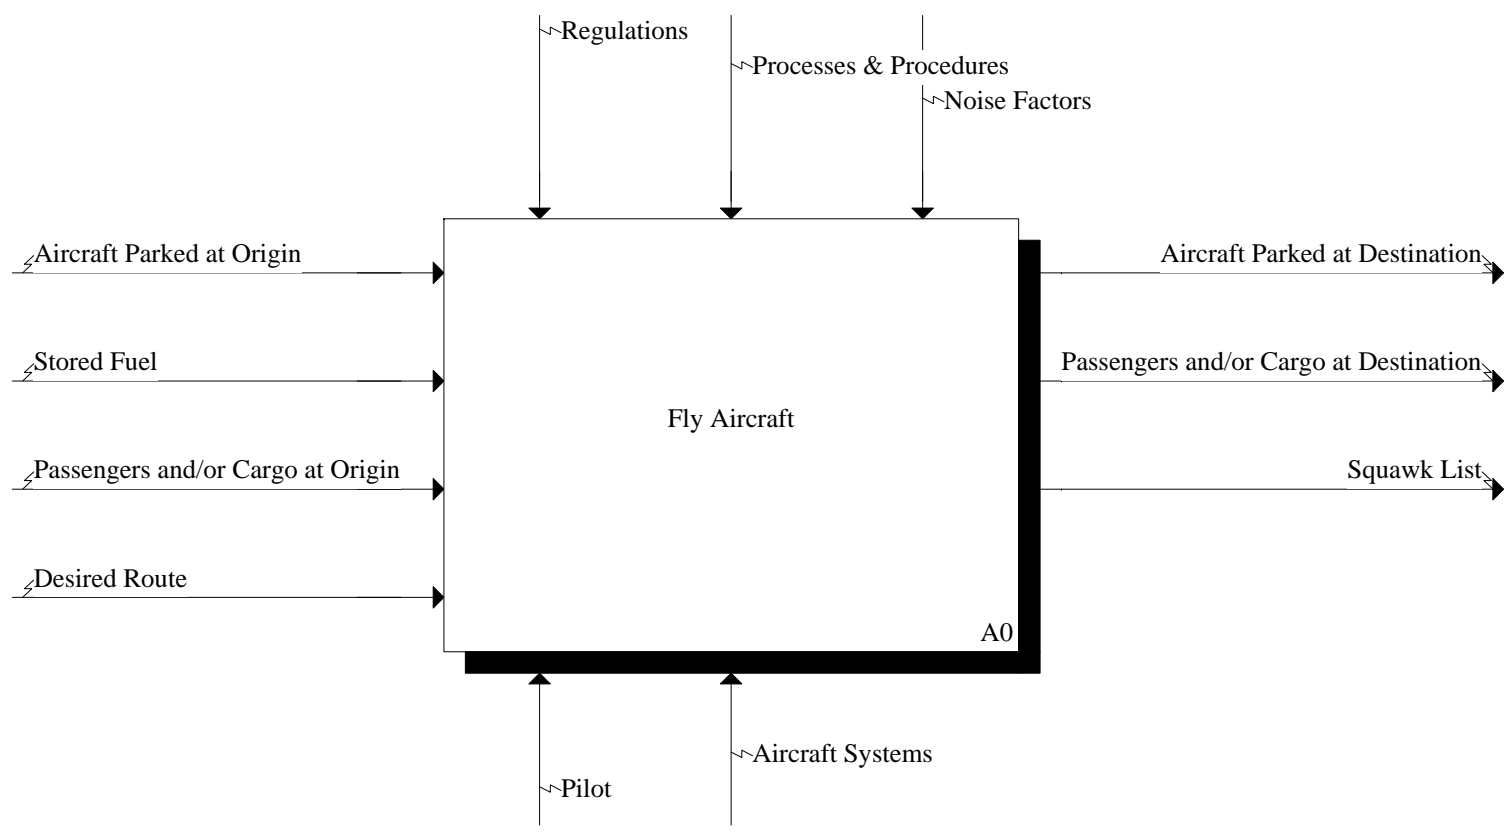 Regulations
Processes & Procedures
Noise Factors
Aircraft Parked at Origin
Aircraft Parked at Destination
Stored Fuel
Passengers and/or Cargo at Destination
Fly Aircraft
Passengers and/or Cargo at Origin
Squawk List
Desired Route
A0
Aircraft Systems
Pilot